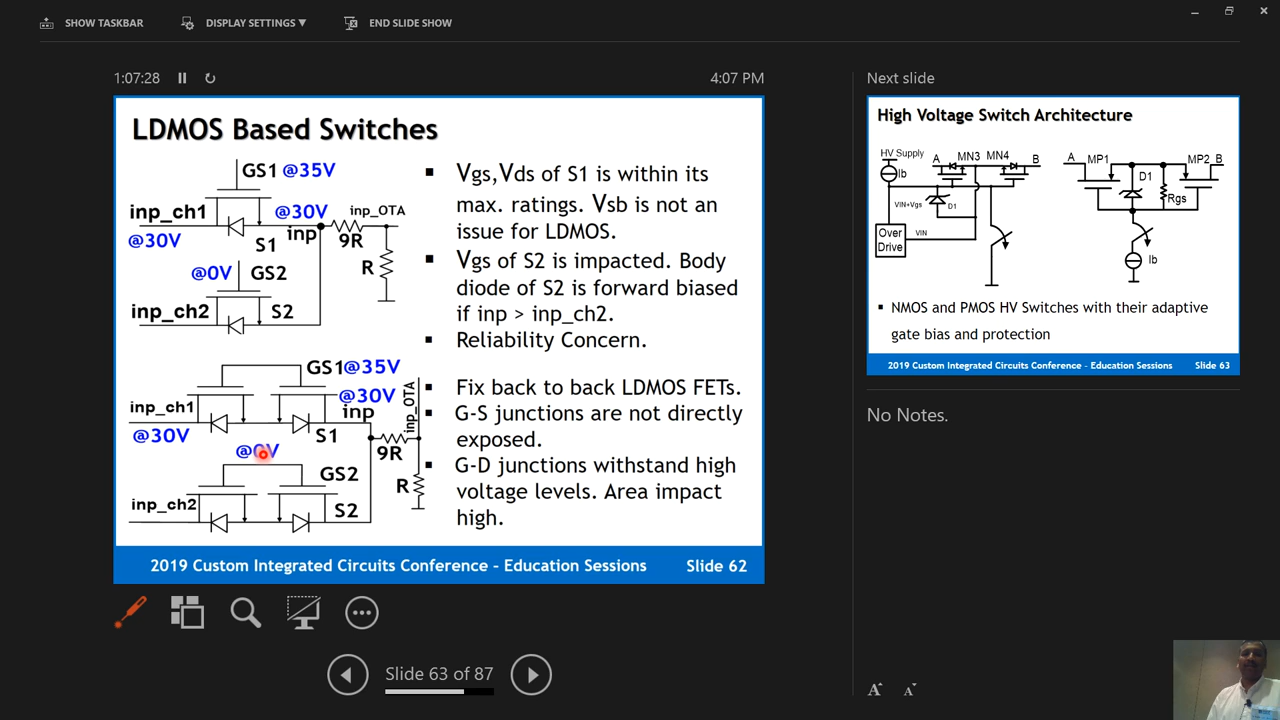 SHOW TASKBAR
DISPLAY SETTINGS ▼
END SLIDE SHOW
1:07:28
4:07 PM
LDMOS Based Switches
GS1 @35V
inp_ch1
@30V
@30V
inp
S1
inp_OTA
9R
R
@0V
GS2
inp_ch2
S2
▪ Vgs,Vds of S1 is within its
max. ratings. Vsb is not an
issue for LDMOS.
▪ Vgs of S2 is impacted. Body
diode of S2 is forward biased
if inp > inp_ch2.
▪ Reliability Concern.
GS1@35V
@30V
inp_ch1
inp
@30V
S1
inp_OTA
9R
R
@0V
GS2
inp_ch2
S2
▪ Fix back to back LDMOS FETs.
▪ G-S junctions are not directly
exposed.
▪ G-D junctions withstand high
voltage levels. Area impact
high.
2019 Custom Integrated Circuits Conference - Education Sessions
Slide 62
Slide 63 of 87
Next slide
High Voltage Switch Architecture
HV Supply
Ib
A
MN3
MN4
B
VIN+Vgs
D1
Over
Drive
VIN
A
MP1
MP2
B
D1
Rgs
Ib
▪ NMOS and PMOS HV Switches with their adaptive
gate bias and protection
2019 Custom Integrated Circuits Conference - Education Sessions
Slide 63
No Notes.
A
A